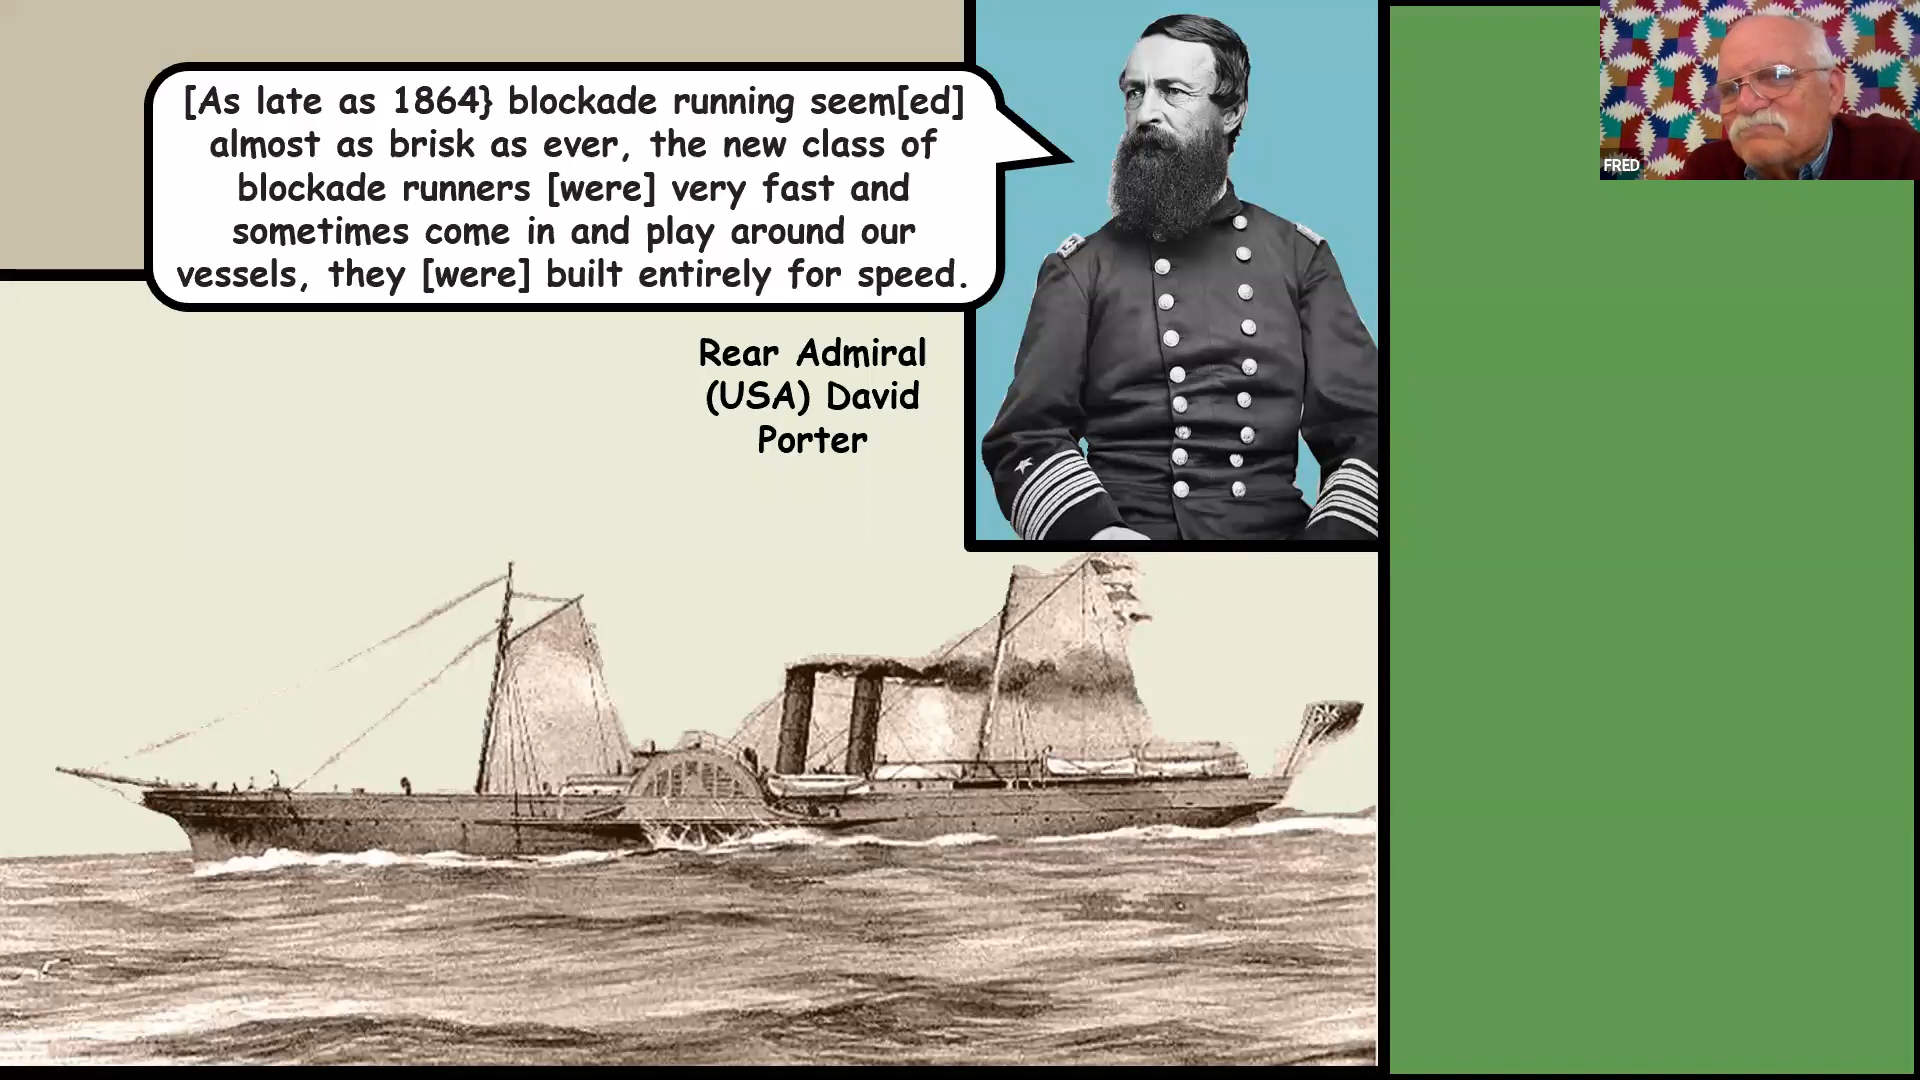 [As late as 1864} blockade running seem[ed]
almost as brisk as ever, the new class of
blockade runners [were] very fast and
sometimes come in and play around our
vessels, they [were] built entirely for speed.
Rear Admiral
(USA) David
Porter
FRED